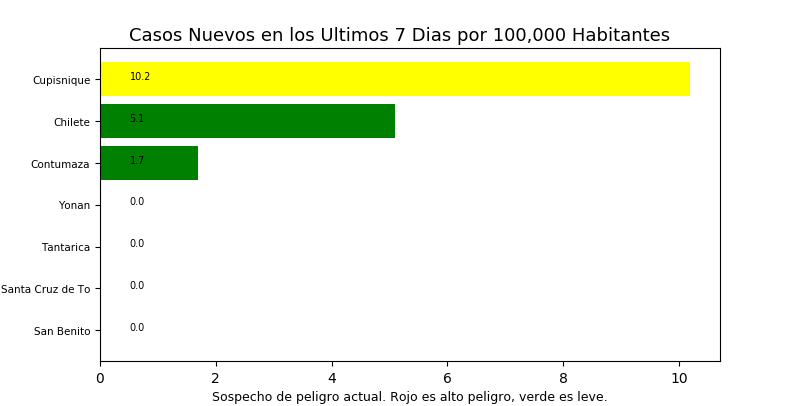 Casos Nuevos en los Ultimos 7 Dias por 100,000 Habitantes
Cupisnique 10.2
Chilete 5.1
Contumaza 1.7
Yonan 0.0
Tantarica 0.0
Santa Cruz de To 0.0
San Benito 0.0
0 2 4 6 8 10
Sospecho de peligro actual. Rojo es alto peligro, verde es leve.